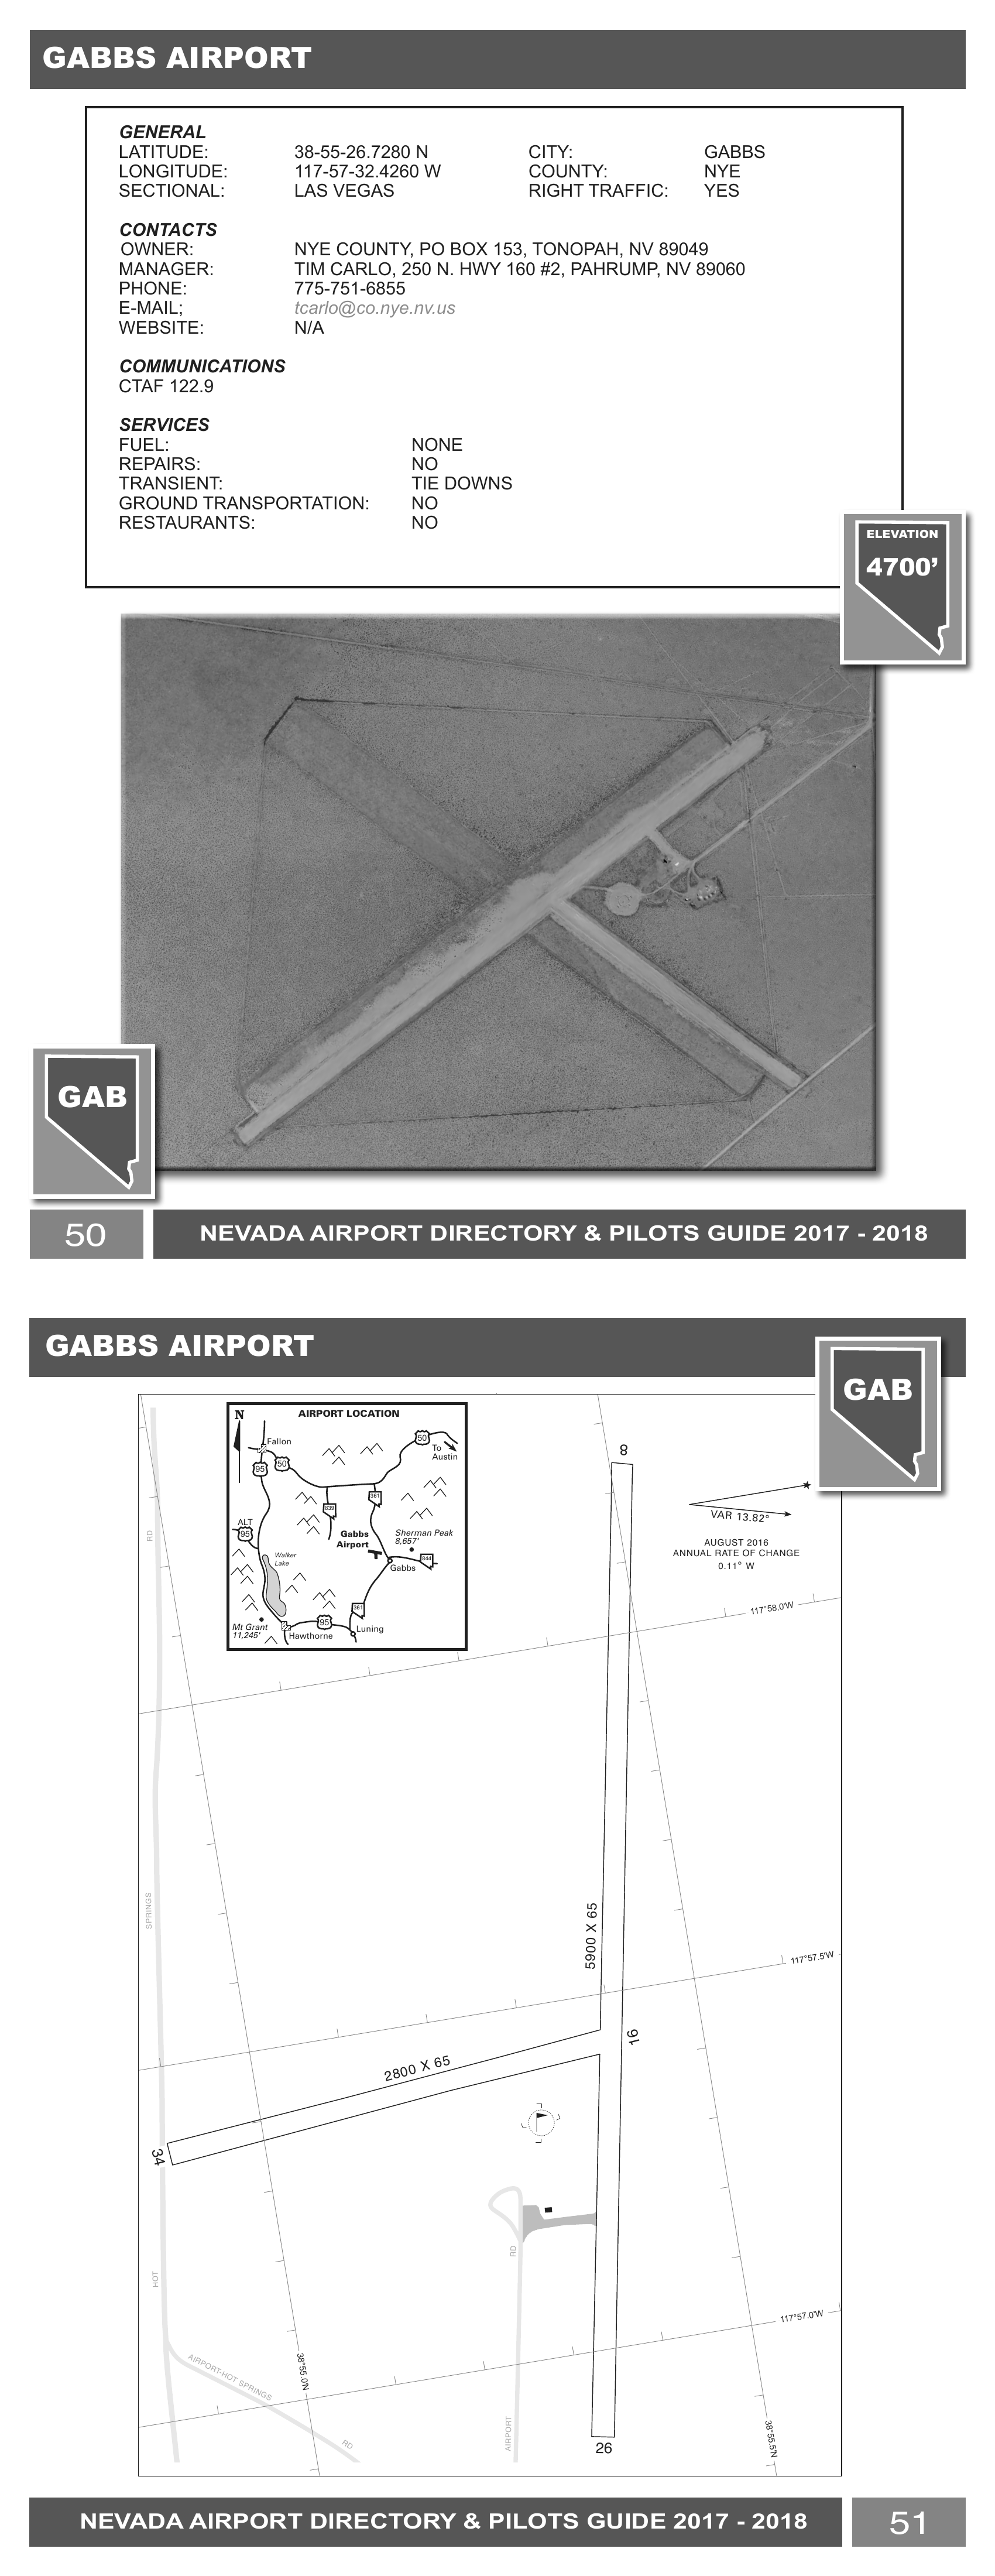 GABBS AIRPORT
GENERAL
LATITUDE: 38-55-26.7280 N CITY: GABBS
LONGITUDE: 117-57-32.4260 W COUNTY: NYE
SECTIONAL: LAS VEGAS RIGHT TRAFFIC: YES
CONTACTS
OWNER: NYE COUNTY, PO BOX 153, TONOPAH, NV 89049
MANAGER: TIM CARLO, 250 N. HWY 160 #2, PAHRUMP, NV 89060
PHONE: 775-751-6855
E-MAIL; tcarlo@co.nye.nv.us
WEBSITE: N/A
COMMUNICATIONS
CTAF 122.9
SERVICES
FUEL: NONE
REPAIRS: NO
TRANSIENT: TIE DOWNS
GROUND TRANSPORTATION: NO
RESTAURANTS: NO
ELEVATION
4700’
GAB
50
NEVADA AIRPORT DIRECTORY & PILOTS GUIDE 2017 - 2018
GABBS AIRPORT
GAB
N
AIRPORT LOCATION
Fallon
50
To
Austin
95
50
839
361
ALT
95
Gabbs
Airport
Sherman Peak
8,657'
Walker
Lake
844
Gabbs
361
Mt Grant
11,245'
95
Hawthorne
Luning
8
VAR 13.82°
AUGUST 2016
ANNUAL RATE OF CHANGE
0.11° W
RD
117°58.0'W
SPRINGS
5900 X 65
117°57.5'W
16
2800 X 65
34
HOT
RD
117°57.0'W
AIRPORT-HOT SPRINGS
RD
38°55.0'N
AIRPORT
38°55.5'N
26
NEVADA AIRPORT DIRECTORY & PILOTS GUIDE 2017 - 2018
51